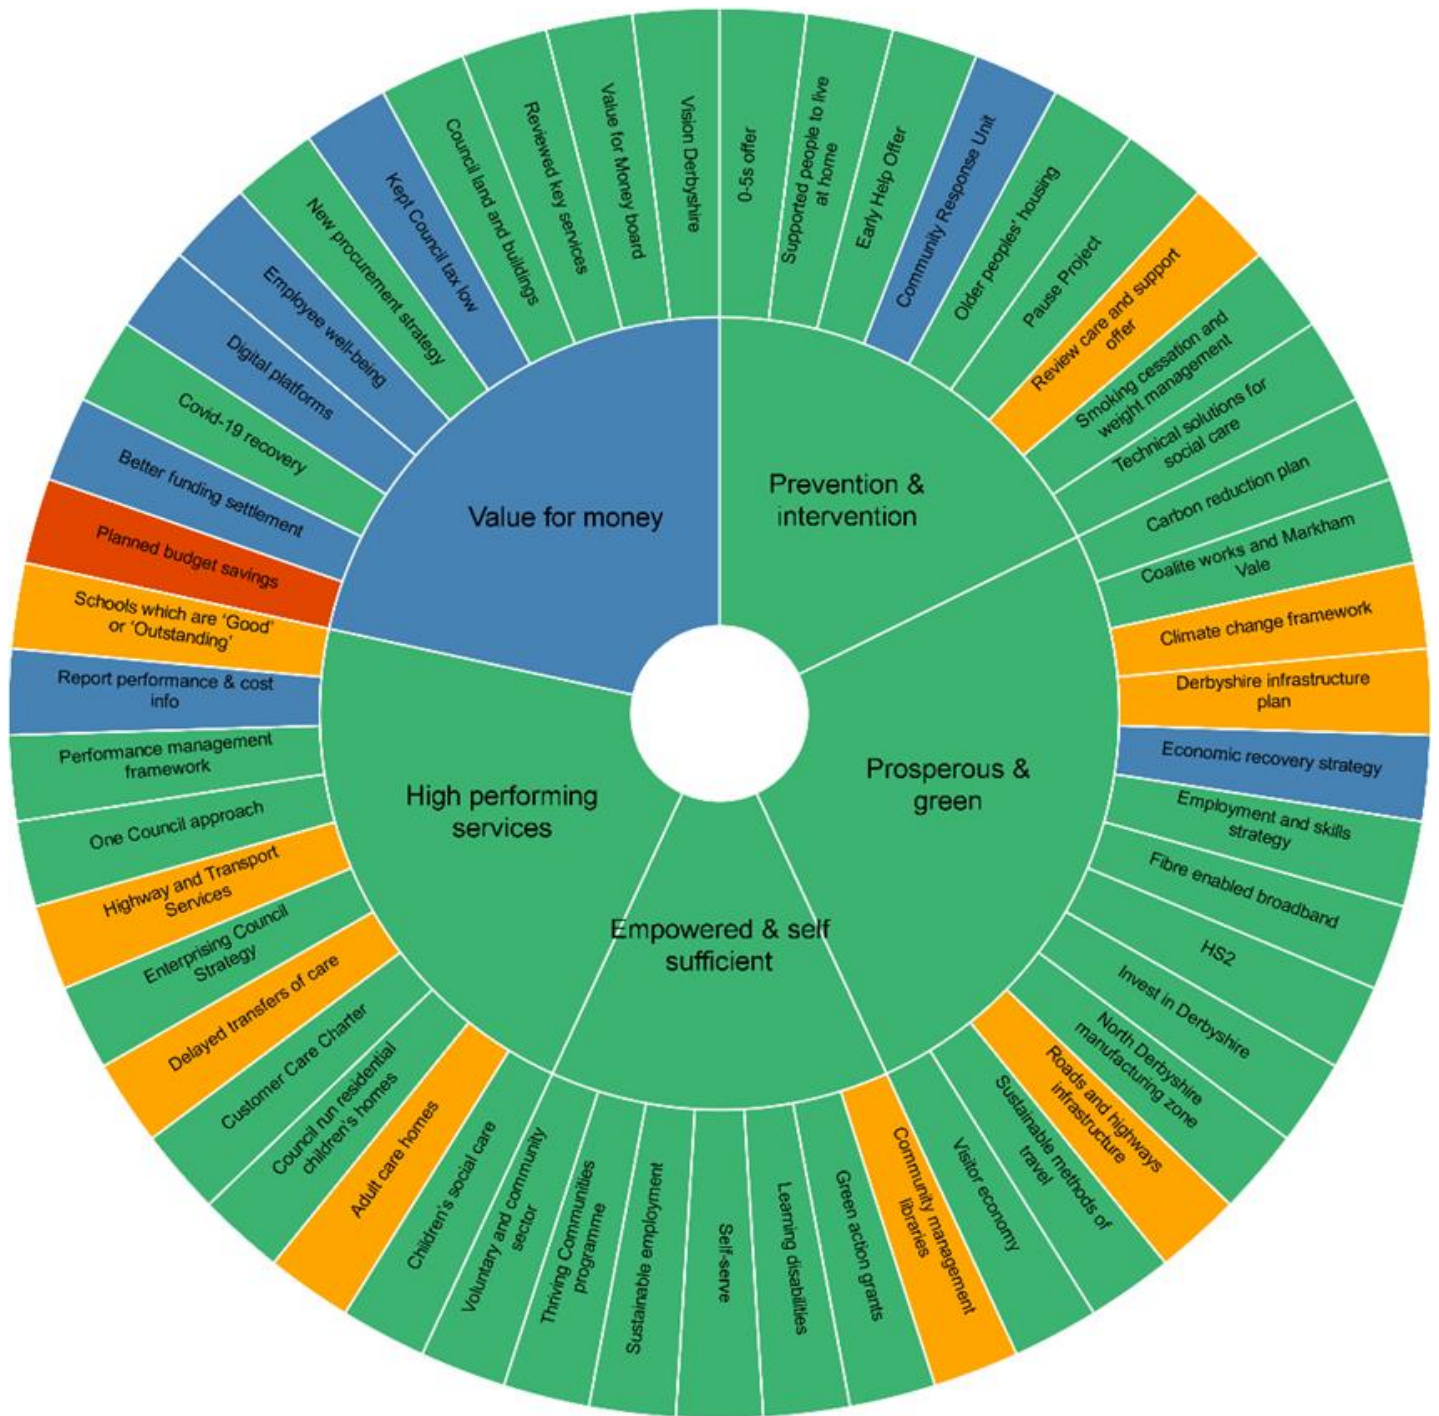 Value for money
Prevention &
intervention
Prosperous &
green
Empowered & self
sufficient
High performing
services
0-5s offer
Supported people to live
at home
Early Help Offer
Community Response Unit
Older peoples' housing
Pause Project
Review care and support
offer
Smoking cessation and
weight management
Technical solutions for
social care
Carbon reduction plan
Coalite works and Markham
Vale
Climate change framework
Derbyshire infrastructure
plan
Economic recovery strategy
Employment and skills
strategy
Fibre enabled broadband
HS2
Invest in Derbyshire
North Derbyshire
manufacturing zone
Roads and highways
infrastructure
Sustainable methods of
travel
Visitor economy
Community management
libraries
Green action grants
Learning disabilities
Self-serve
Sustainable employment
Thriving Communities
programme
Voluntary and community
sector
Children's social care
Adult care homes
Council run residential
children's homes
Customer Care Charter
Delayed transfers of care
Enterprising Council
Strategy
Highway and Transport
Services
One Council approach
Performance management
framework
Report performance & cost
info
Schools which are ‘Good’
or ‘Outstanding’
Planned budget savings
Better funding settlement
Covid-19 recovery
Digital platforms
Employee well-being
New procurement strategy
Kept Council tax low
Council land and buildings
Reviewed key services
Value for Money board
Vision Derbyshire